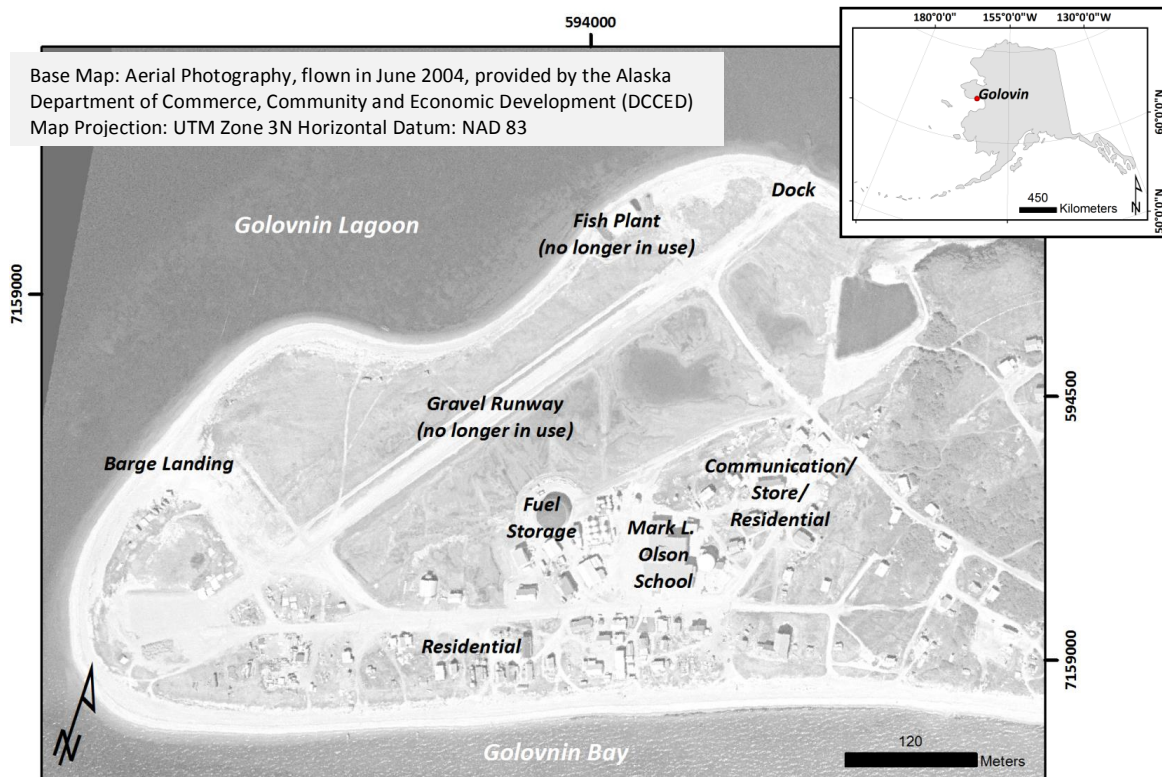 594000
Base Map: Aerial Photography, flown in June 2004, provided by the Alaska
Department of Commerce, Community and Economic Development (DCCED)
Map Projection: UTM Zone 3N Horizontal Datum: NAD 83
180°0'0"
155°0'0"W
130°0'0"W
Golovin
60°0'0"N
50°0'0"N
450
Kilometers
N
Dock
Golovnin Lagoon
Fish Plant
(no longer in use)
7159000
594500
Gravel Runway
(no longer in use)
Barge Landing
Communication/
Store/
Residential
Fuel
Storage
Mark L.
Olson
School
Residential
7159000
N
Golovnin Bay
120
Meters